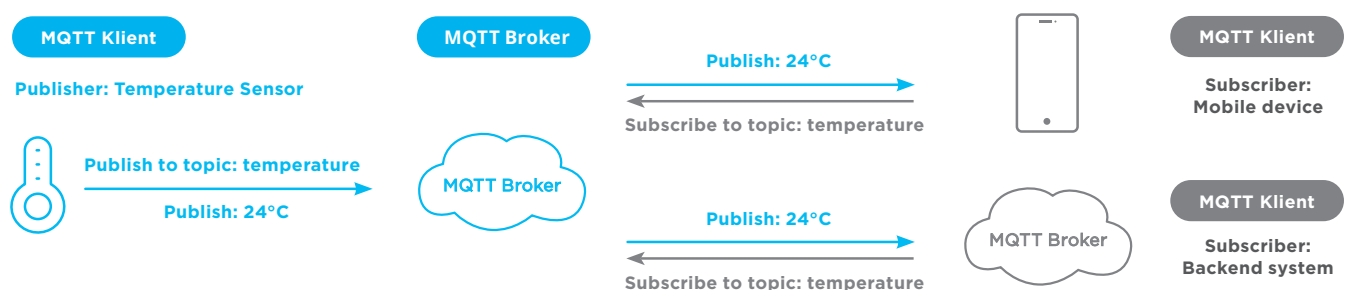 MQTT Klient
Publisher: Temperature Sensor
Publish to topic: temperature
Publish: 24°C
MQTT Broker
MQTT Broker
Publish: 24°C
Subscribe to topic: temperature
MQTT Klient
Subscriber:
Mobile device
Publish: 24°C
Subscribe to topic: temperature
MQTT Broker
MQTT Klient
Subscriber:
Backend system